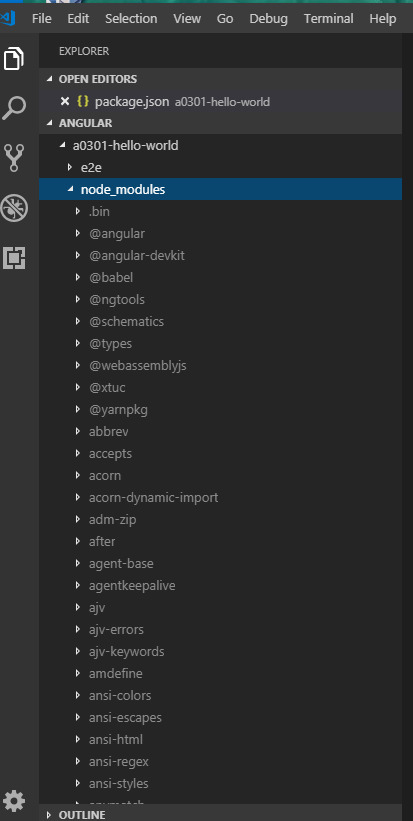 File Edit Selection View Go Debug Terminal Help
EXPLORER
OPEN EDITORS
{} package.json a0301-hello-world
ANGULAR
a0301-hello-world
e2e
node_modules
.bin
@angular
@angular-devkit
@babel
@ngtools
@schematics
@types
@webassemblyjs
@xtuc
@yarnpkg
abbrev
accepts
acorn
acorn-dynamic-import
adm-zip
after
agent-base
agentkeepalive
ajv
ajv-errors
ajv-keywords
amdefine
ansi-colors
ansi-escapes
ansi-html
ansi-regex
ansi-styles
OUTLINE